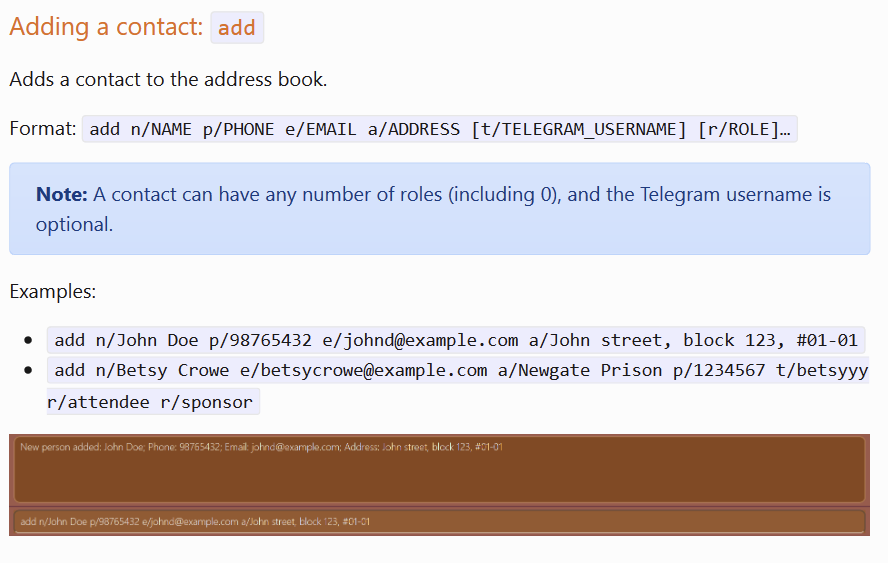 Adding a contact: add
Adds a contact to the address book.
Format: add n/NAME p/PHONE e/EMAIL a/ADDRESS [t/TELEGRAM_USERNAME] [r/ROLE]…
Note: A contact can have any number of roles (including 0), and the Telegram username is
optional.
Examples:
• add n/John Doe p/98765432 e/johnd@example.com a/John street, block 123, #01-01
• add n/Betsy Crowe e/betsycrowe@example.com a/Newgate Prison p/1234567 t/betsyyy
r/attendee r/sponsor
New person added: John Doe; Phone: 98765432; Email: johnd@example.com; Address: John street, block 123, #01-01
add n/John Doe p/98765432 e/johnd@example.com a/John street, block 123, #01-01